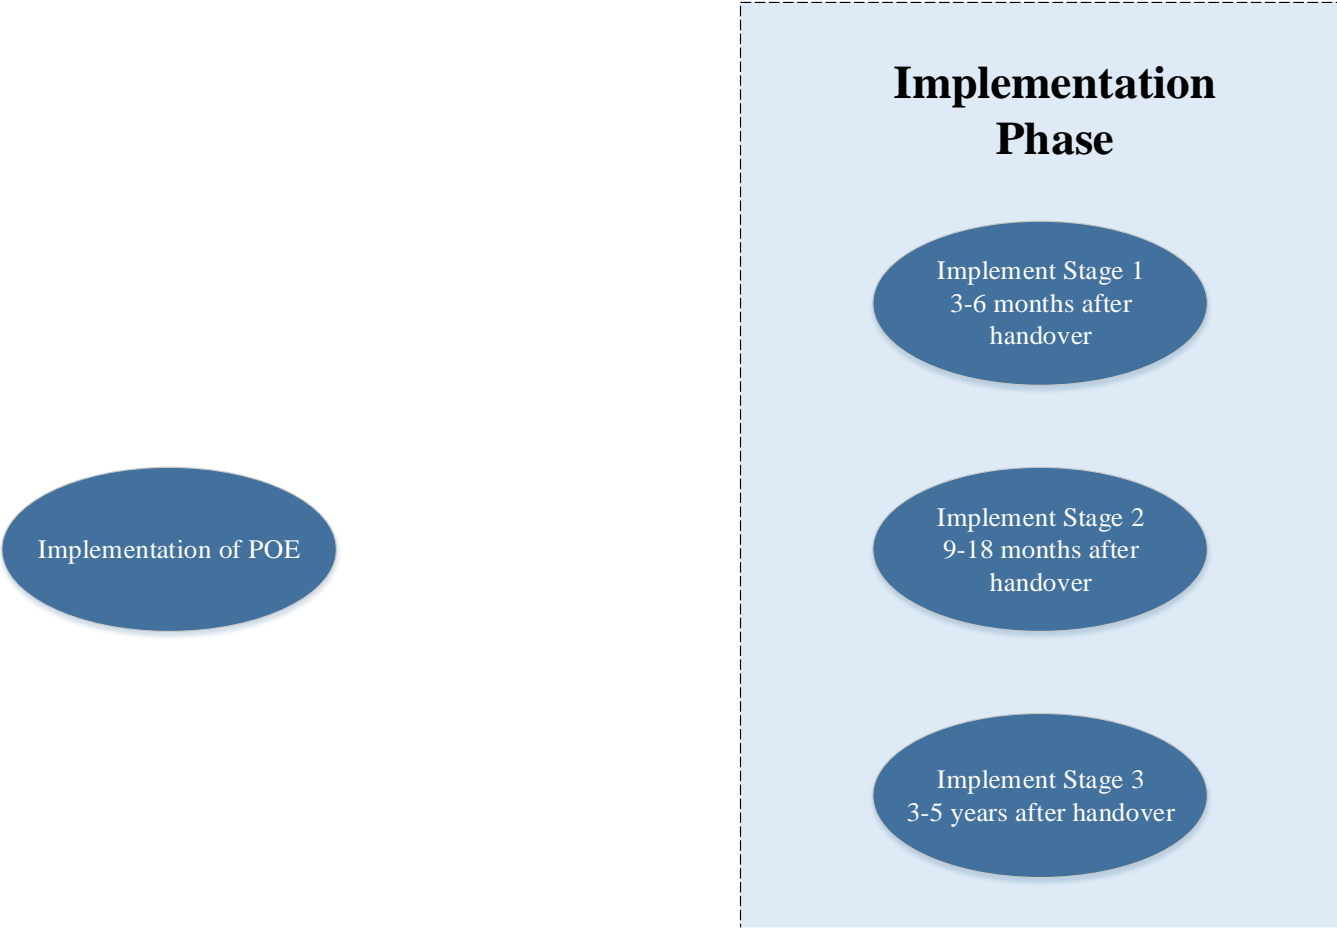 Implementation
Phase
Implement Stage 1
3-6 months after
handover
Implementation of POE
Implement Stage 2
9-18 months after
handover
Implement Stage 3
3-5 years after handover